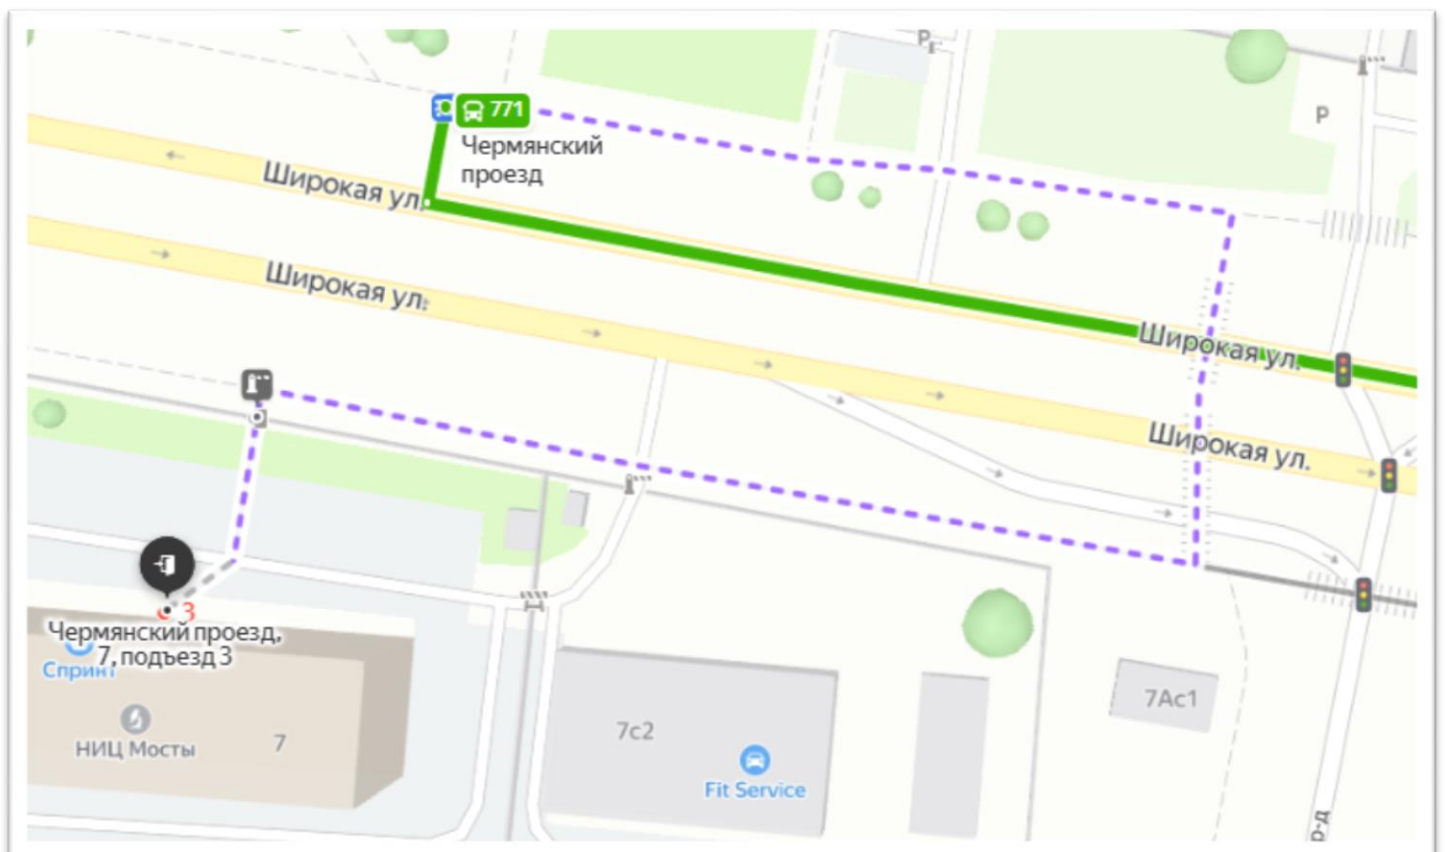 P
771
P
Чермянский
проезд
Широкая ул.
Широкая ул.
Широкая ул.
Широкая ул.
3
Чермянский проезд,
7, подъезд 3
Спринт
7Ас1
7с2
7
НИЦ Мосты
Fit Service
р-д